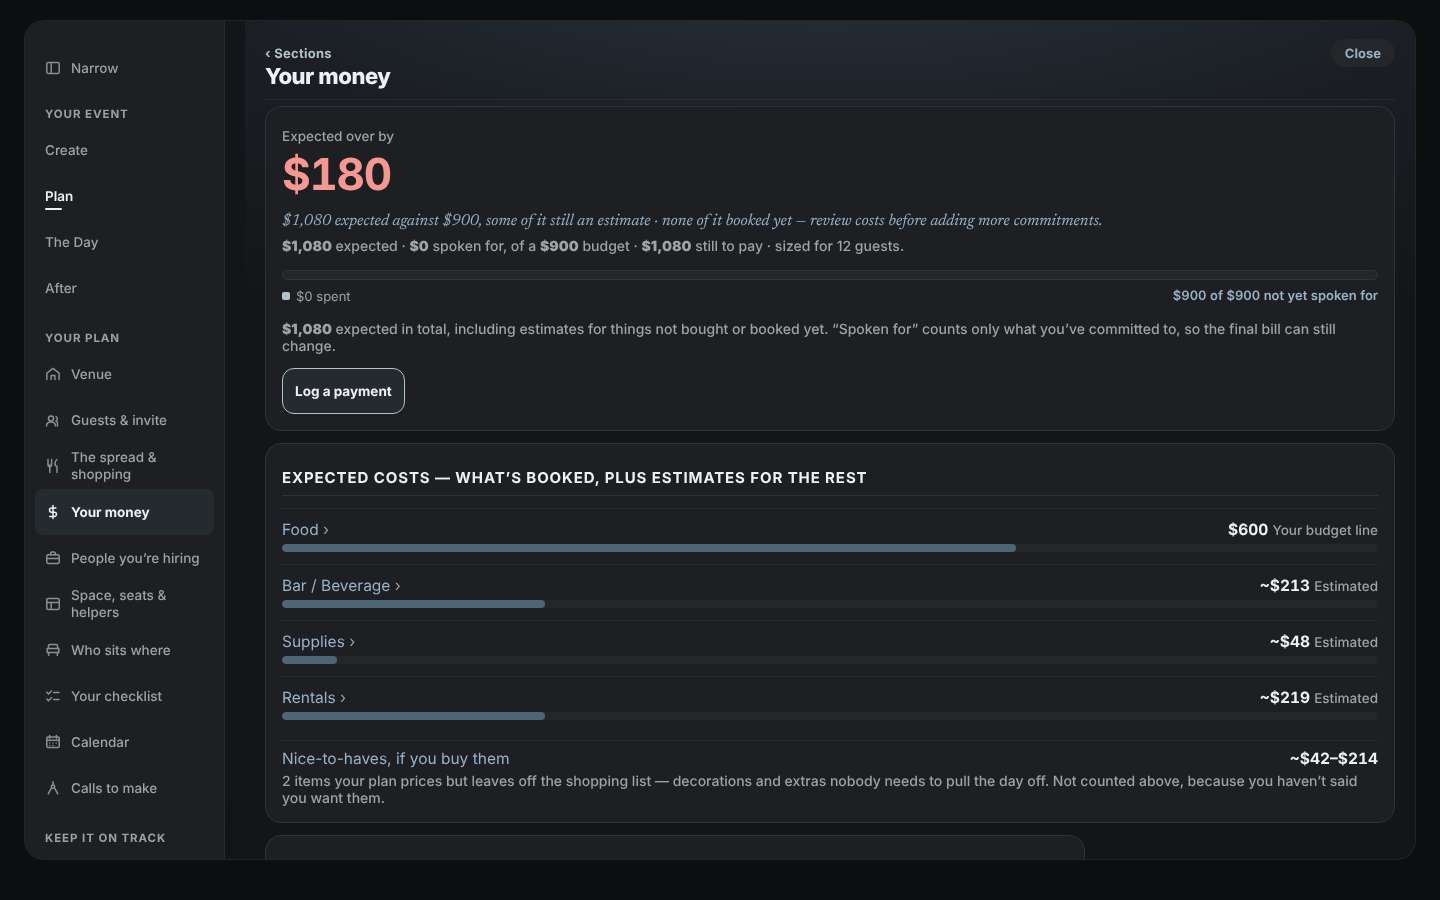 Narrow
YOUR EVENT
Create
Plan
The Day
After
YOUR PLAN
Venue
Guests & invite
The spread &
shopping
Your money
People you’re hiring
Space, seats &
helpers
Who sits where
Your checklist
Calendar
Calls to make
KEEP IT ON TRACK
‹ Sections
Your money
Close
Expected over by
$180
$1,080 expected against $900, some of it still an estimate · none of it booked yet – review costs before adding more commitments.
$1,080 expected · $0 spoken for, of a $900 budget · $1,080 still to pay · sized for 12 guests.
$0 spent
$900 of $900 not yet spoken for
$1,080 expected in total, including estimates for things not bought or booked yet. “Spoken for” counts only what you’ve committed to, so the final bill can still
change.
Log a payment
EXPECTED COSTS — WHAT’S BOOKED, PLUS ESTIMATES FOR THE REST
Food › $600 Your budget line
Bar / Beverage › ~$213 Estimated
Supplies › ~$48 Estimated
Rentals › ~$219 Estimated
Nice-to-haves, if you buy them ~$42–$214
2 items your plan prices but leaves off the shopping list — decorations and extras nobody needs to pull the day off. Not counted above, because you haven’t said
you want them.